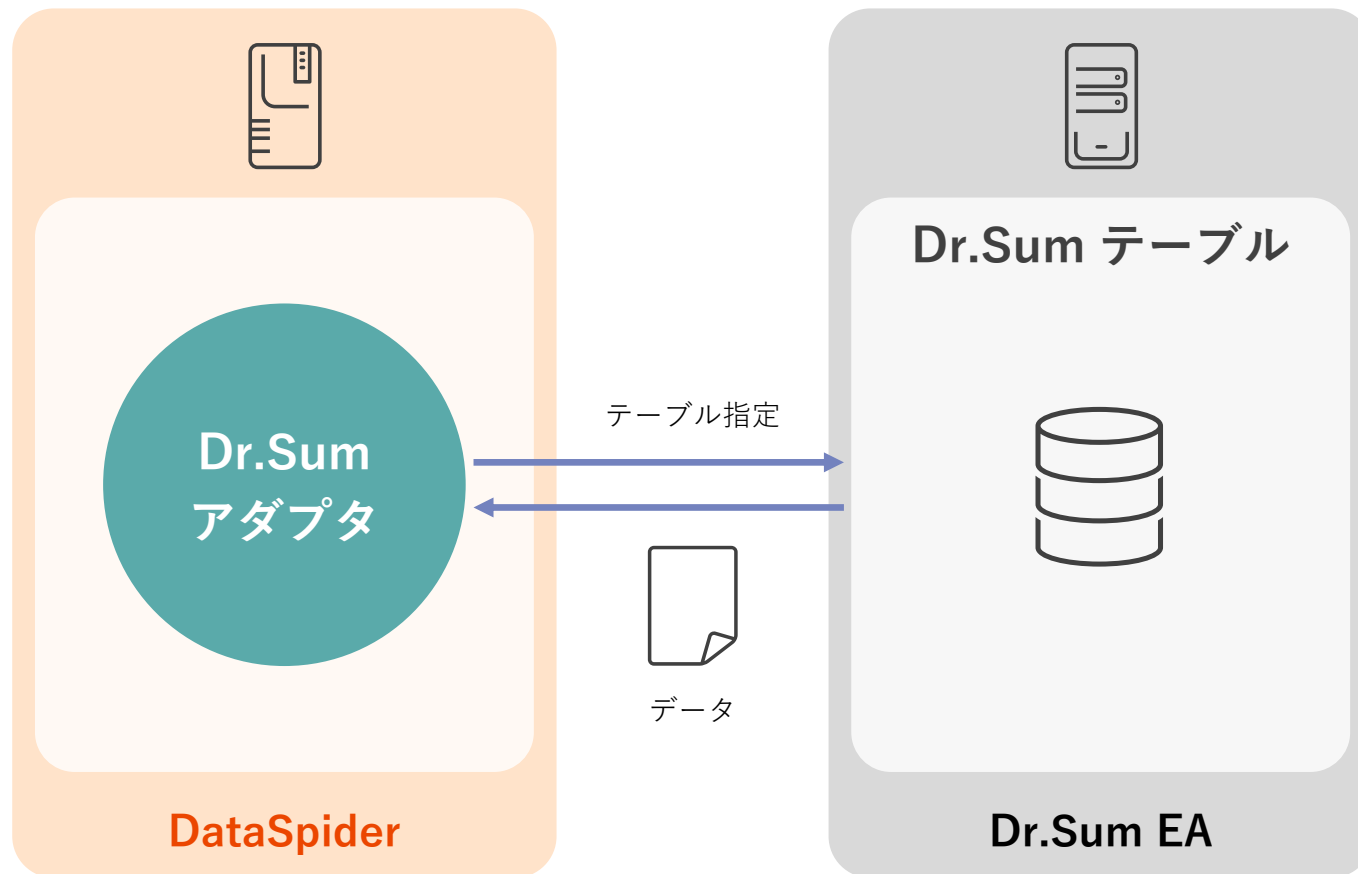 Dr.Sum テーブル
Dr.Sum
アダプタ
テーブル指定
データ
DataSpider
Dr.Sum EA